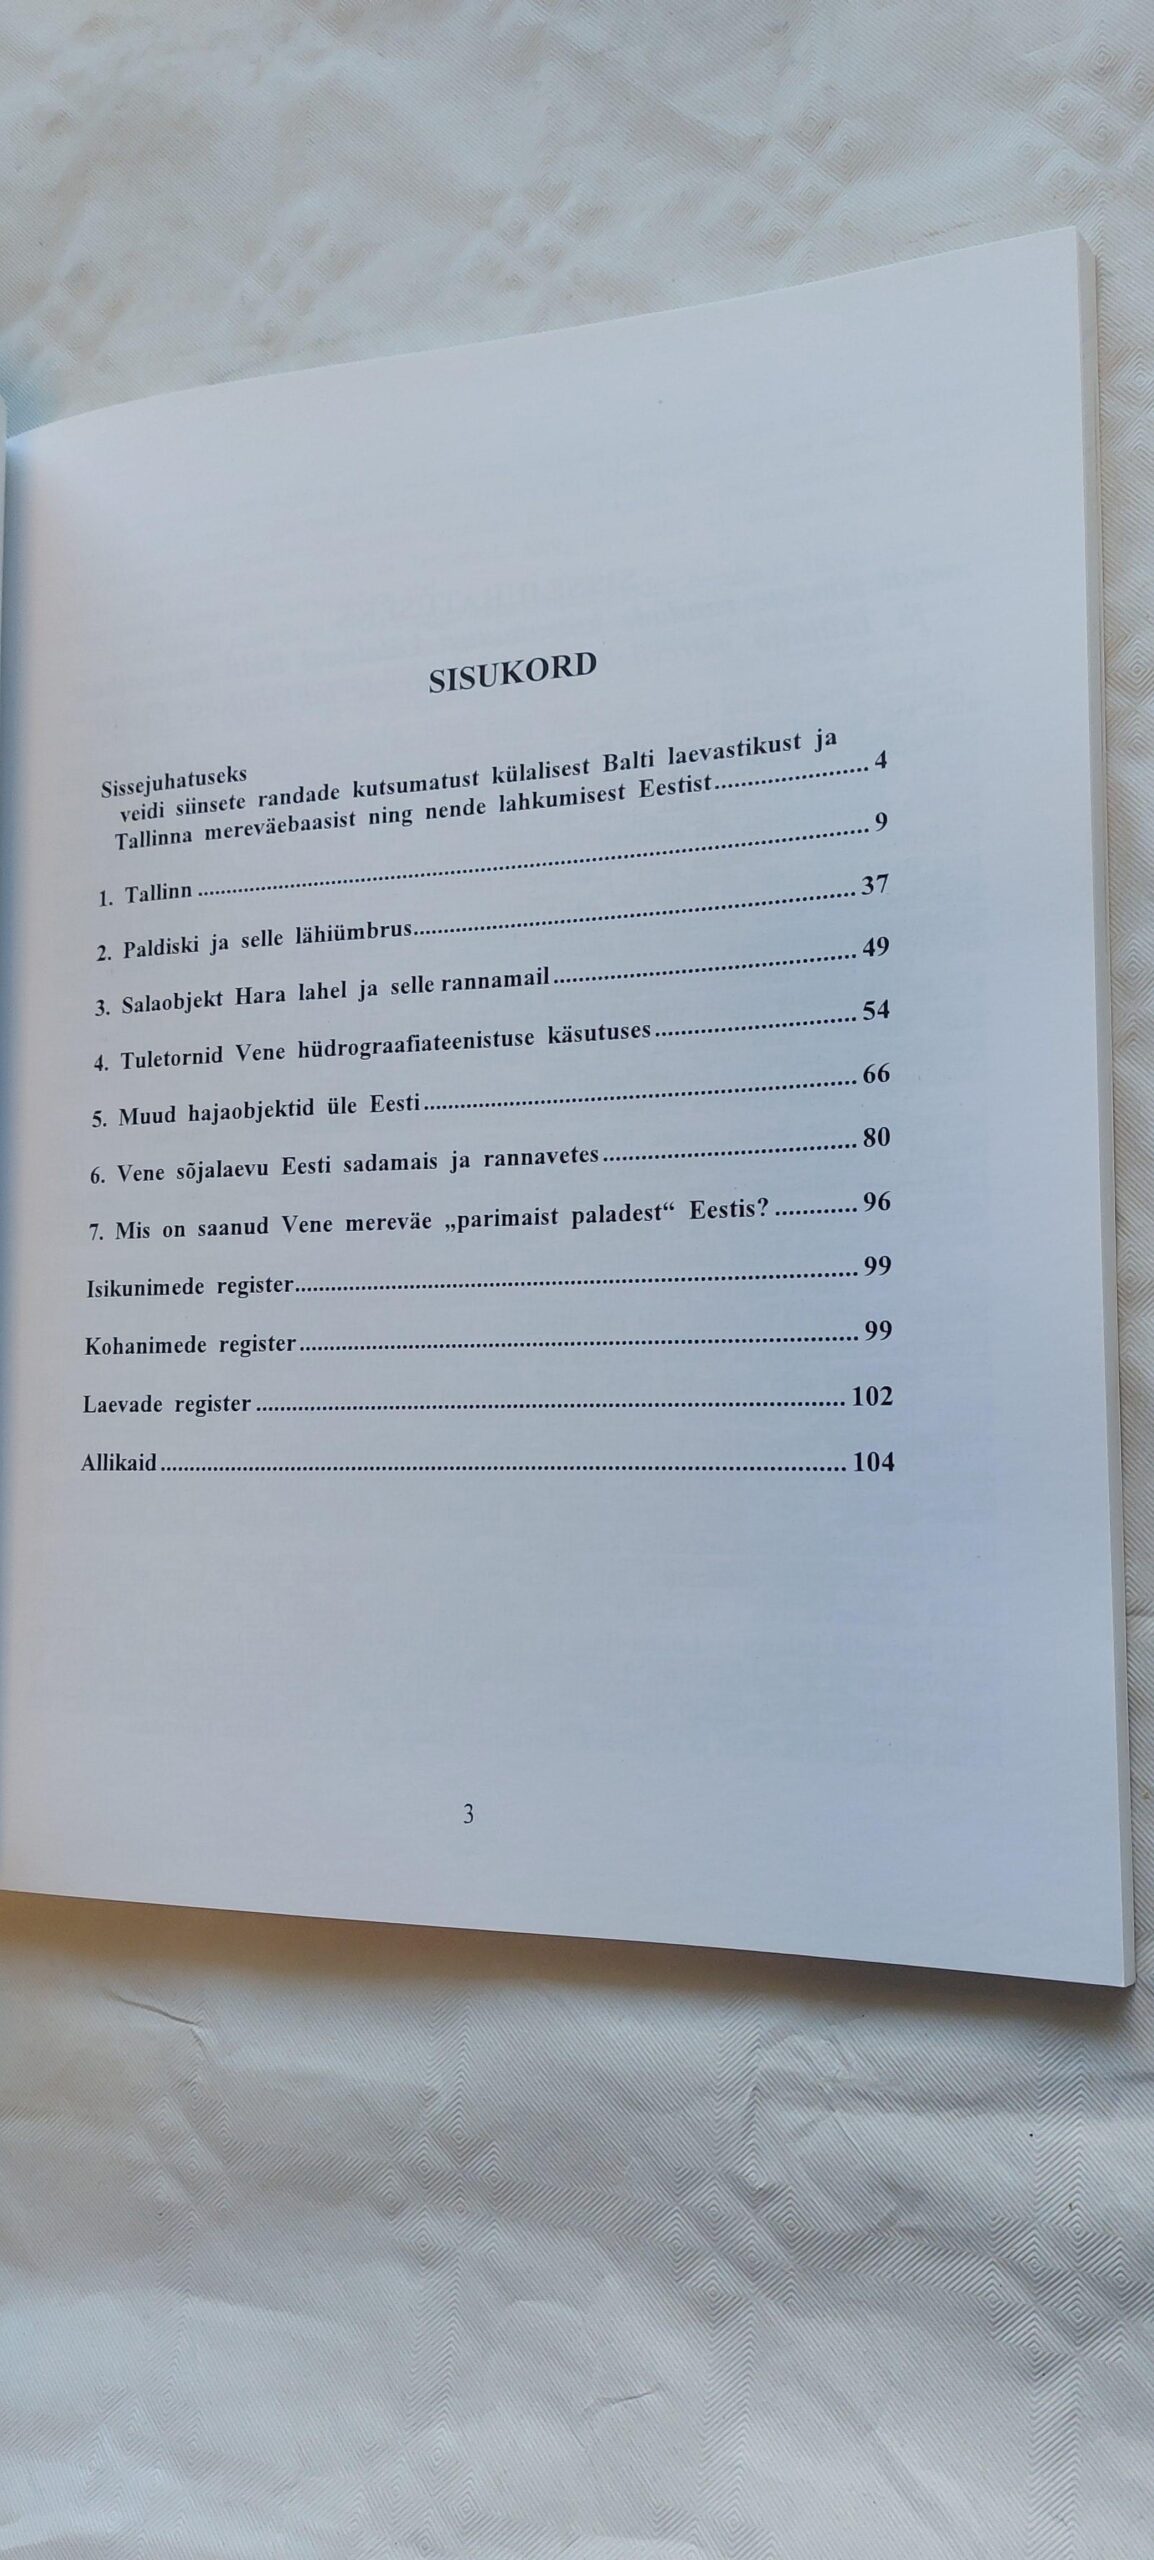 SISUKORD
Sissejuhatuseks
veidi siinsete randade kutsumatust külalisest Balti laevastikust ja
Tallinna mereväebaasist ning nende lahkumisest Eestist........................ 4
1. Tallinn ........................ 9
2. Paldiski ja selle lähiümbrus........................ 37
3. Salaobjekt Hara lahel ja selle rannamail........................ 49
4. Tuletornid Vene hüdrograafiateenistuse käsutuses........................ 54
5. Muud hajaobjektid üle Eesti........................ 66
6. Vene sõjalaevu Eesti sadamais ja rannavetes........................ 80
7. Mis on saanud Vene mereväe „parimaist paladest“ Eestis? ............ 96
Isikunimede register........................ 99
Kohanimede register........................ 99
Laevade register ........................ 102
Allikaid........................ 104
3